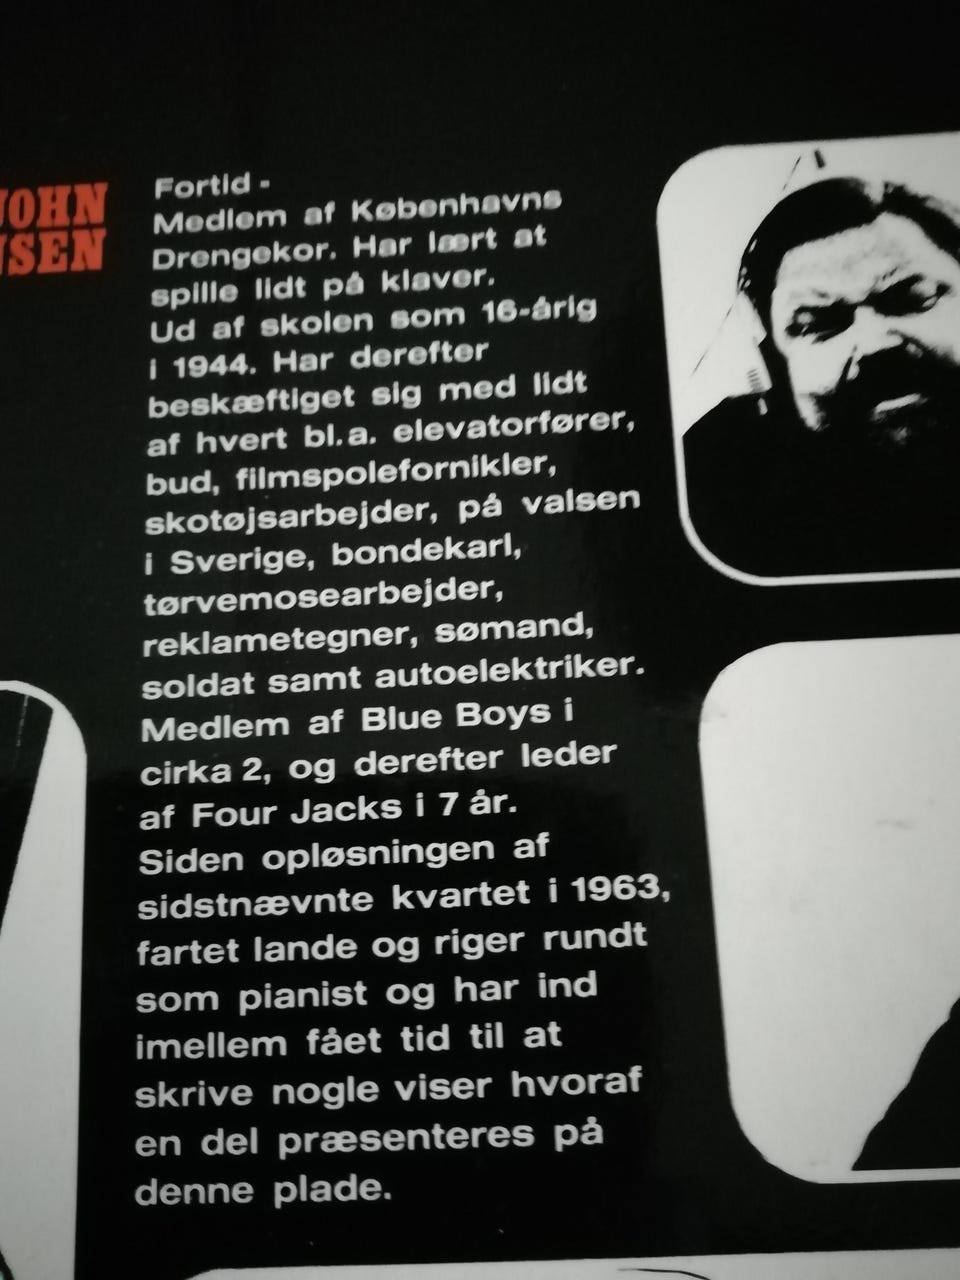 JOHN
NSEN
Fortid -
Medlem af Københavns
Drengekor. Har lært at
spille lidt på klaver.
Ud af skolen som 16-årig
i 1944. Har derefter
beskæftiget sig med lidt
af hvert bl.a. elevatorfører,
bud, filmspolefornikler,
skotøjsarbejder, på valsen
i Sverige, bondekarl,
tørvemosearbejder,
reklametegner, sømand,
soldat samt autoelektriker.
Medlem af Blue Boys i
cirka 2, og derefter leder
af Four Jacks i 7 år.
Siden opløsningen af
sidstnævnte kvartet i 1963,
fartet lande og riger rundt
som pianist og har ind
imellem fået tid til at
skrive nogle viser hvoraf
en del præsenteres på
denne plade.